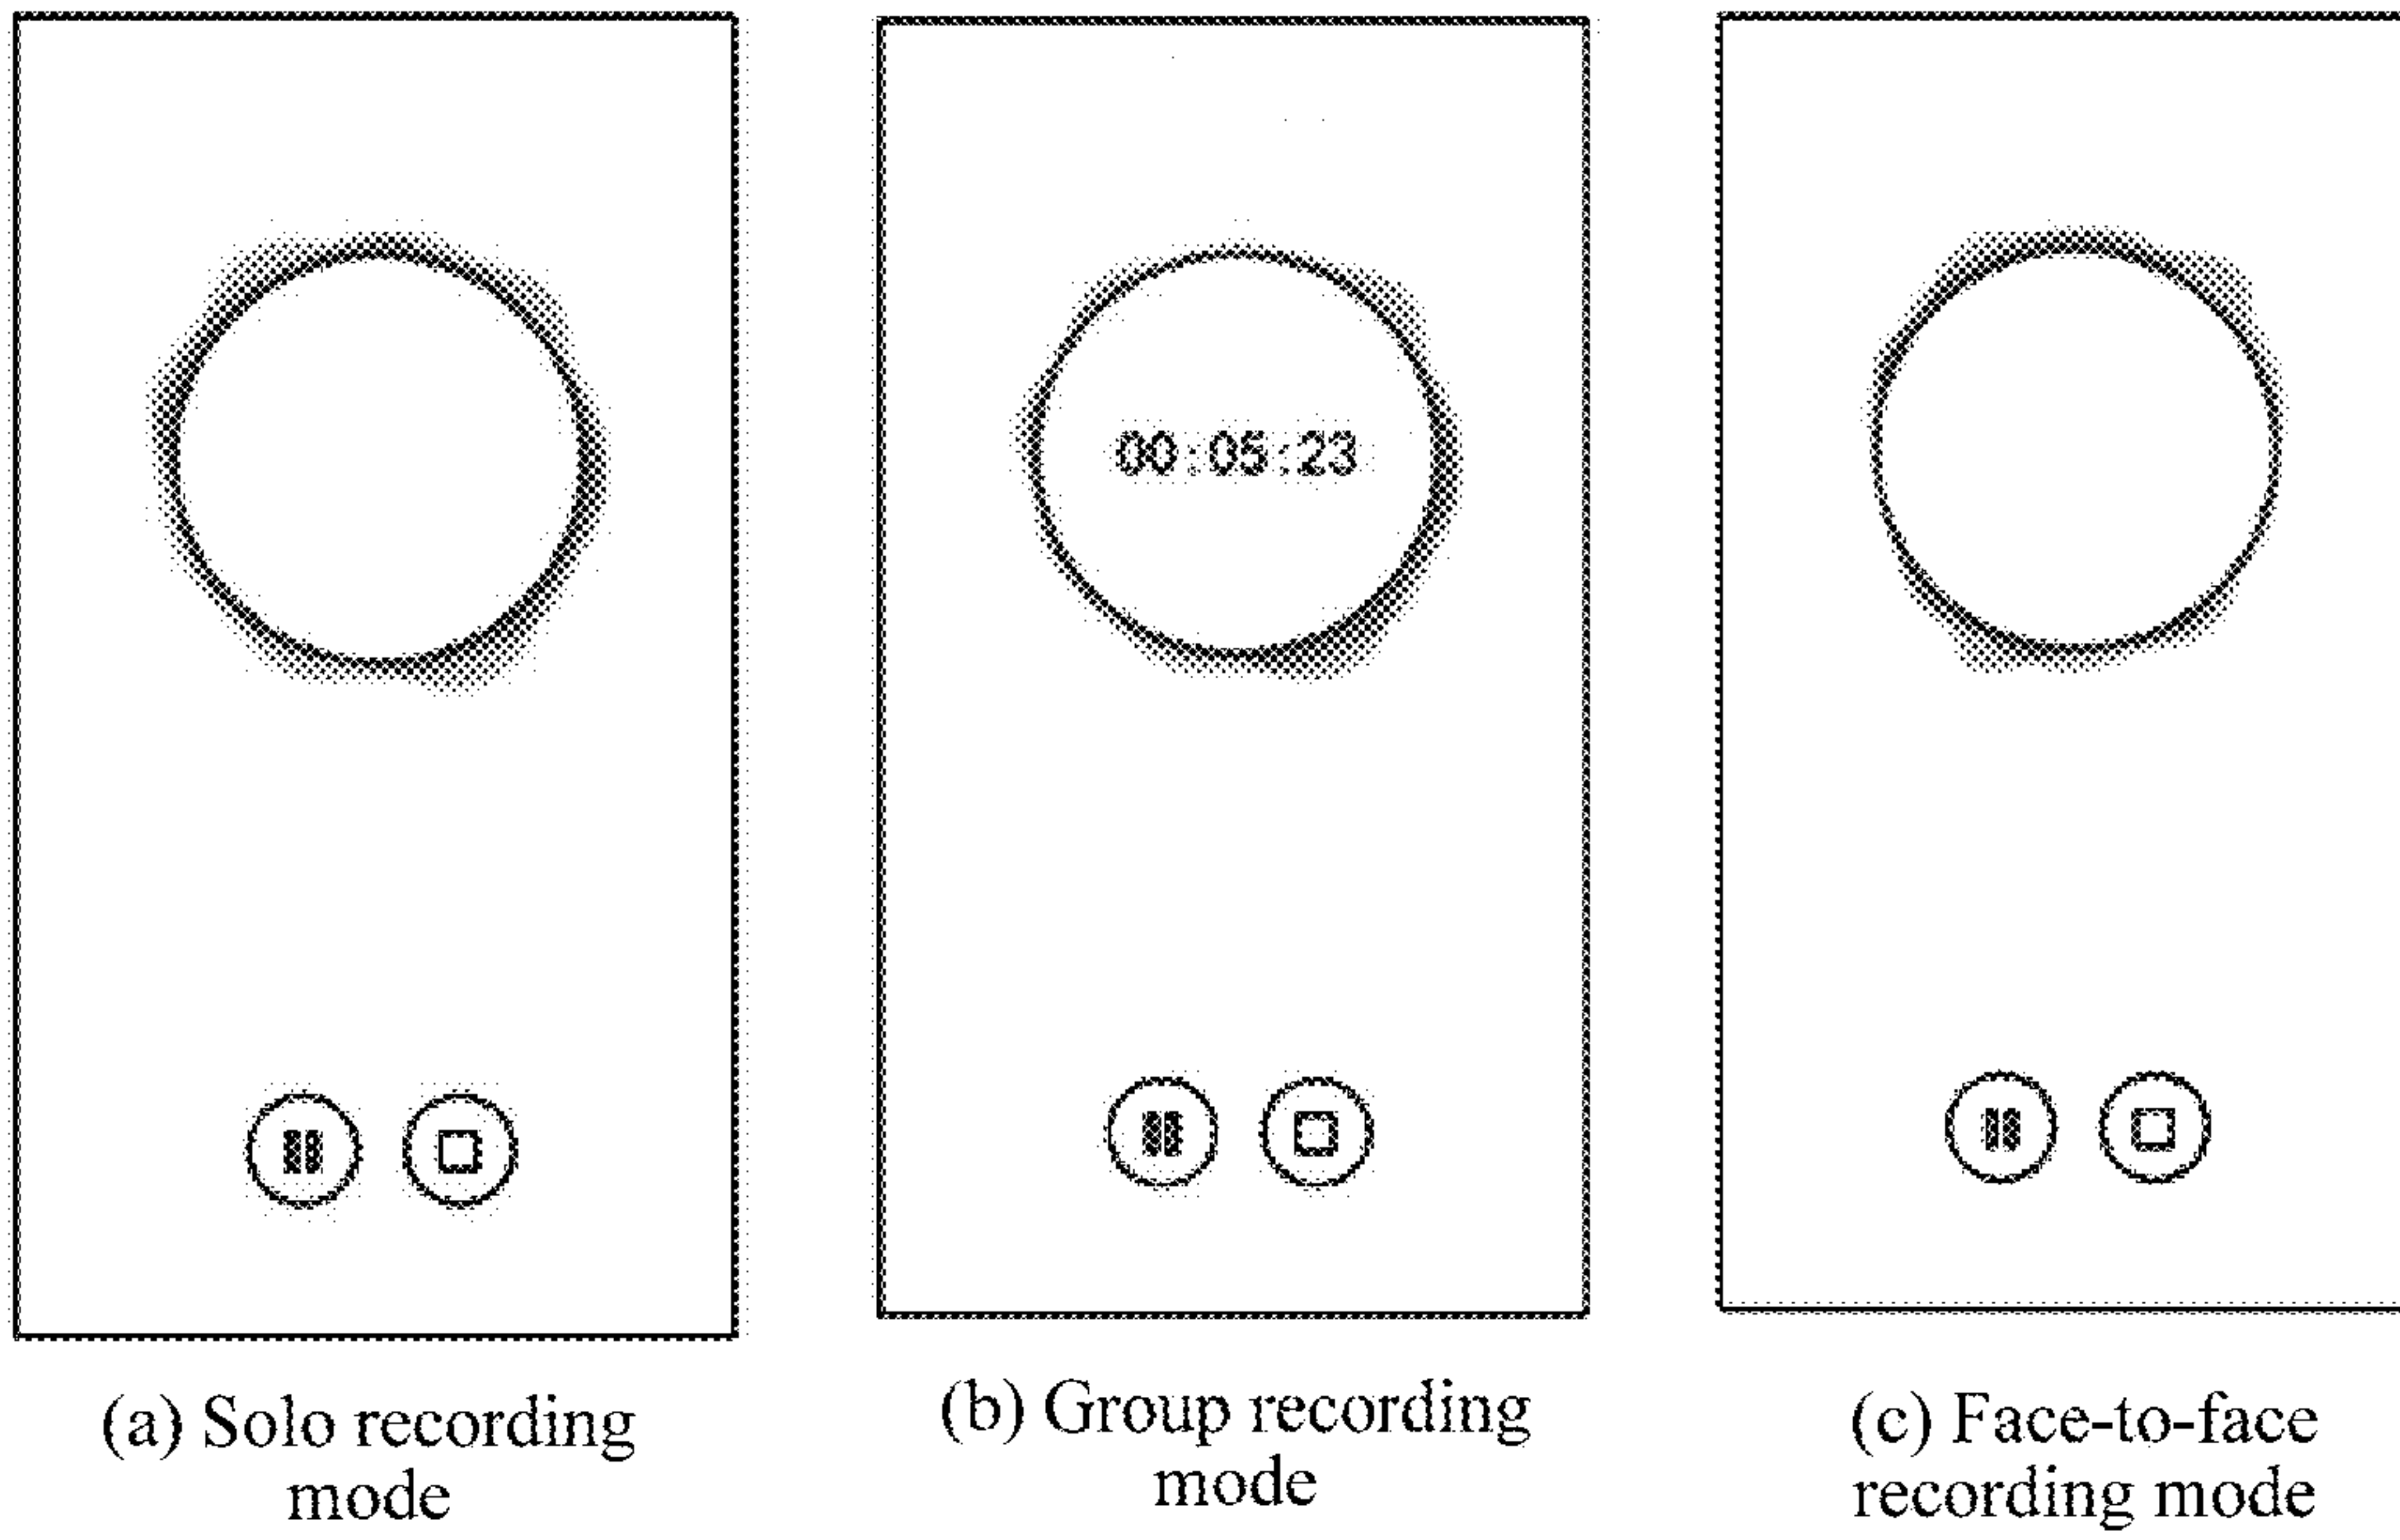 00:05:23
(a) Solo recording
mode
(b) Group recording
mode
(c) Face-to-face
recording mode